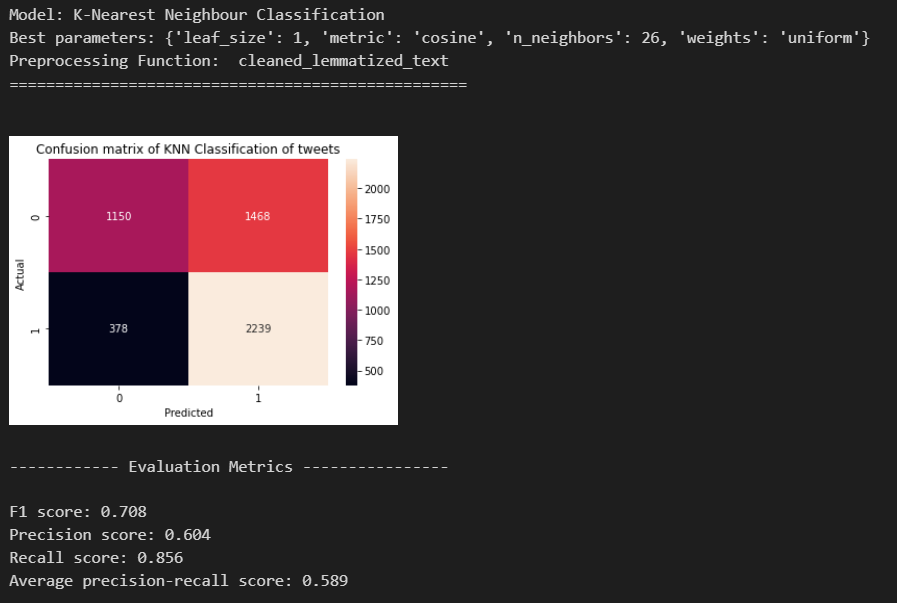 Model: K-Nearest Neighbour Classification
Best parameters: {'leaf_size': 1, 'metric': 'cosine', 'n_neighbors': 26, 'weights': 'uniform'}
Preprocessing Function:  cleaned_lemmatized_text
==================================================
Confusion matrix of KNN Classification of tweets
0
1150
1468
1
378
2239
Actual
0
1
Predicted
2000
1750
1500
1250
1000
750
500
------------ Evaluation Metrics ----------------
F1 score: 0.708
Precision score: 0.604
Recall score: 0.856
Average precision-recall score: 0.589